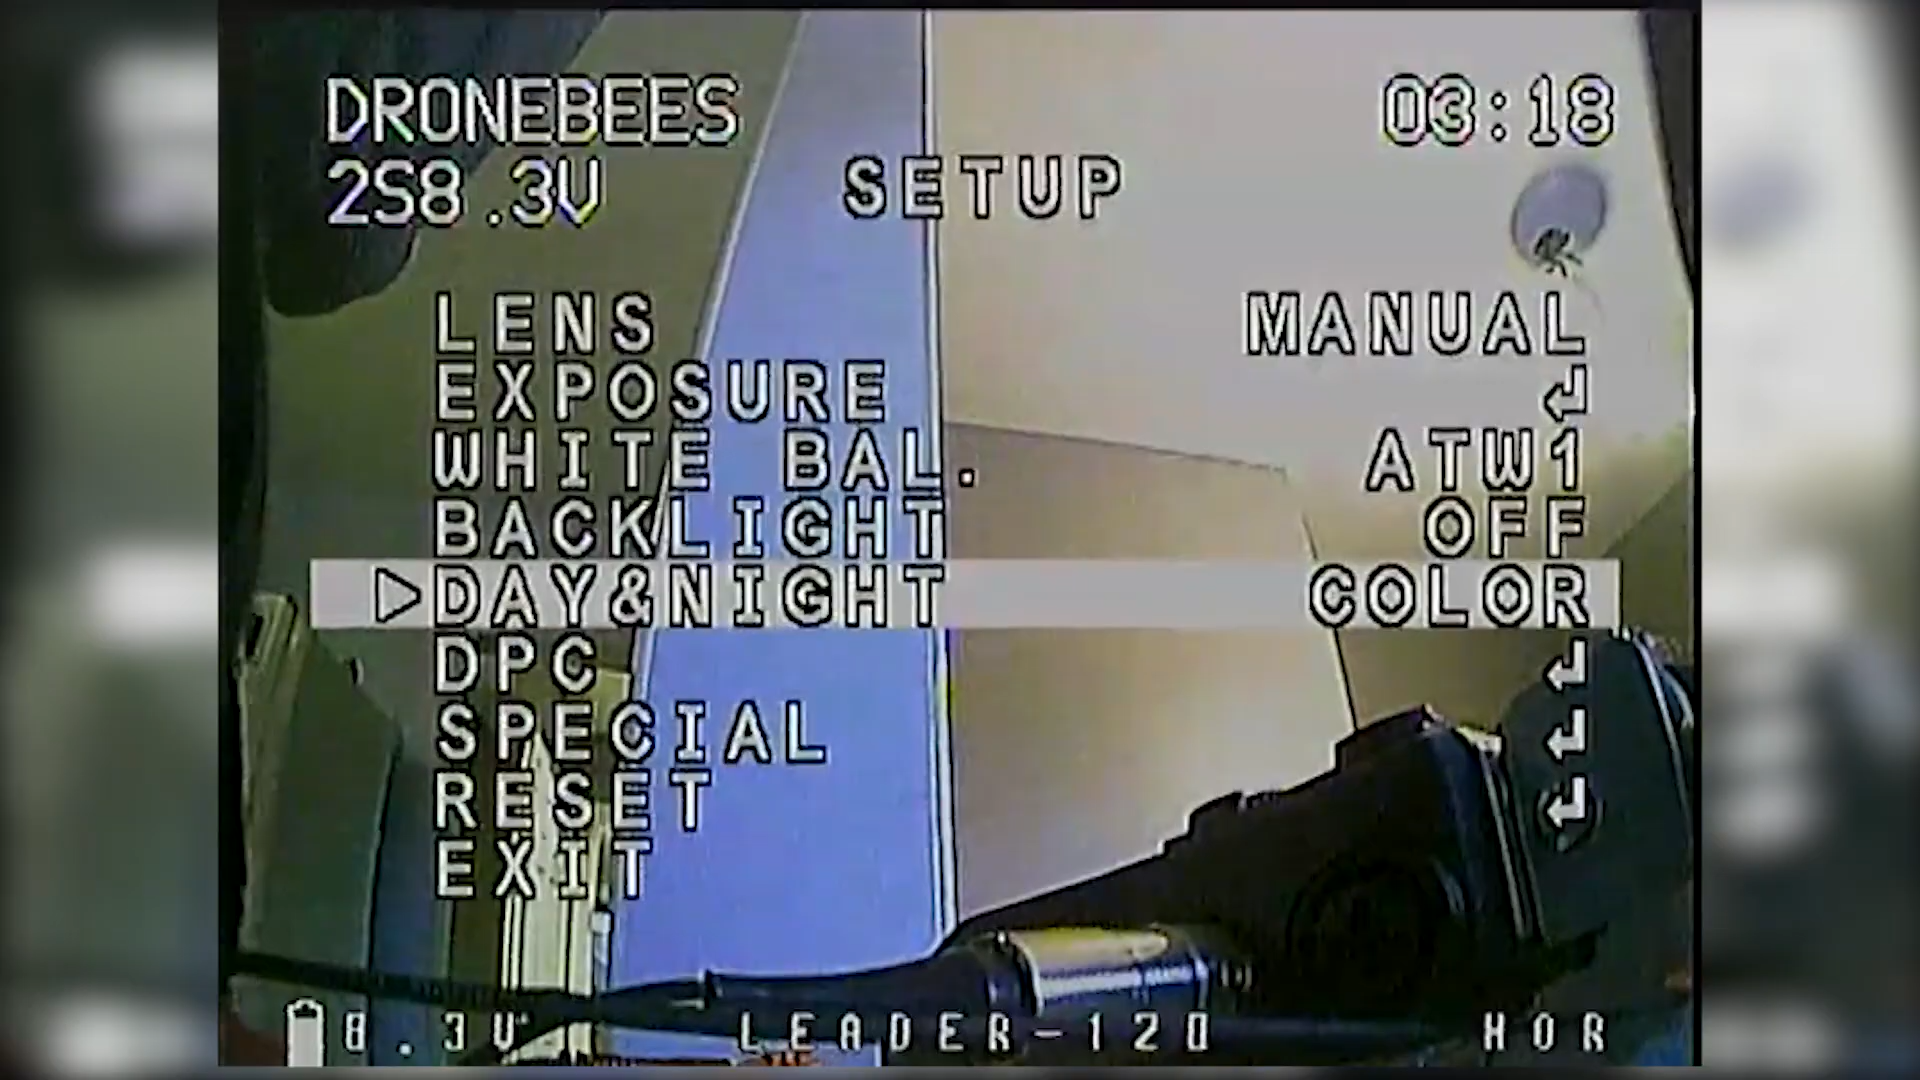 DRONEBEES 03:18
2S8.3V SETUP
LENS MANUAL
EXPOSURE ↲
WHITE BAL. ATW1
BACKLIGHT OFF
▷DAY&NIGHT COLOR
DPC ↲
SPECIAL ↲
RESET ↲
EXIT
8.3V LEADER-120 HOR